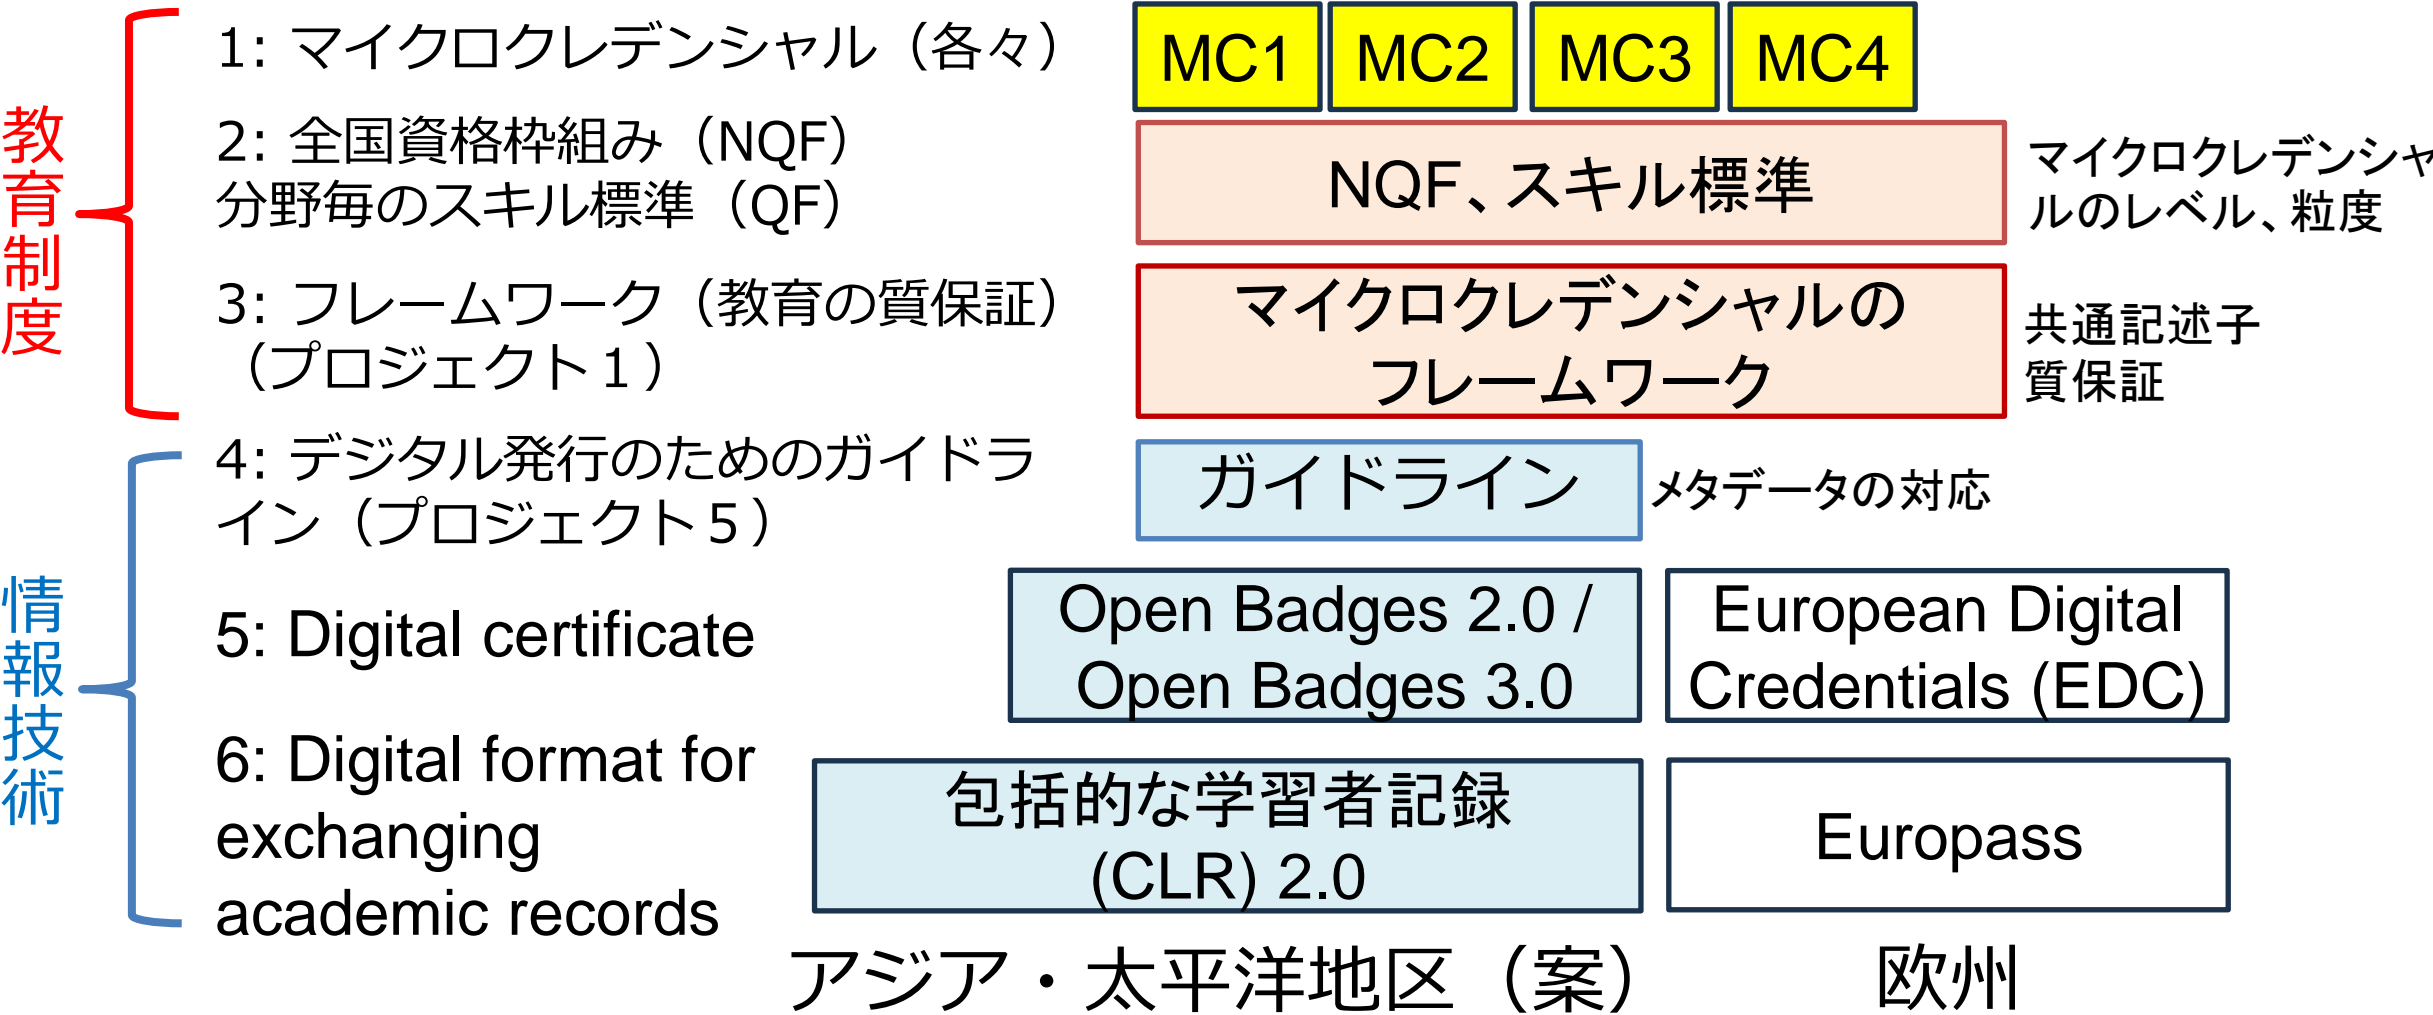 教育制度
1: マイクロクレデンシャル（各々）
MC1
MC2
MC3
MC4
2: 全国資格枠組み（NQF）
分野毎のスキル標準（QF）
NQF、スキル標準
マイクロクレデンシャ
ルのレベル、粒度
3: フレームワーク（教育の質保証）
（プロジェクト１）
マイクロクレデンシャルの
フレームワーク
共通記述子
質保証
情報技術
4: デジタル発行のためのガイドラ
イン（プロジェクト５）
ガイドライン
メタデータの対応
5: Digital certificate
Open Badges 2.0 /
Open Badges 3.0
European Digital
Credentials (EDC)
6: Digital format for
exchanging
academic records
包括的な学習者記録
(CLR) 2.0
Europass
アジア・太平洋地区（案）
欧州